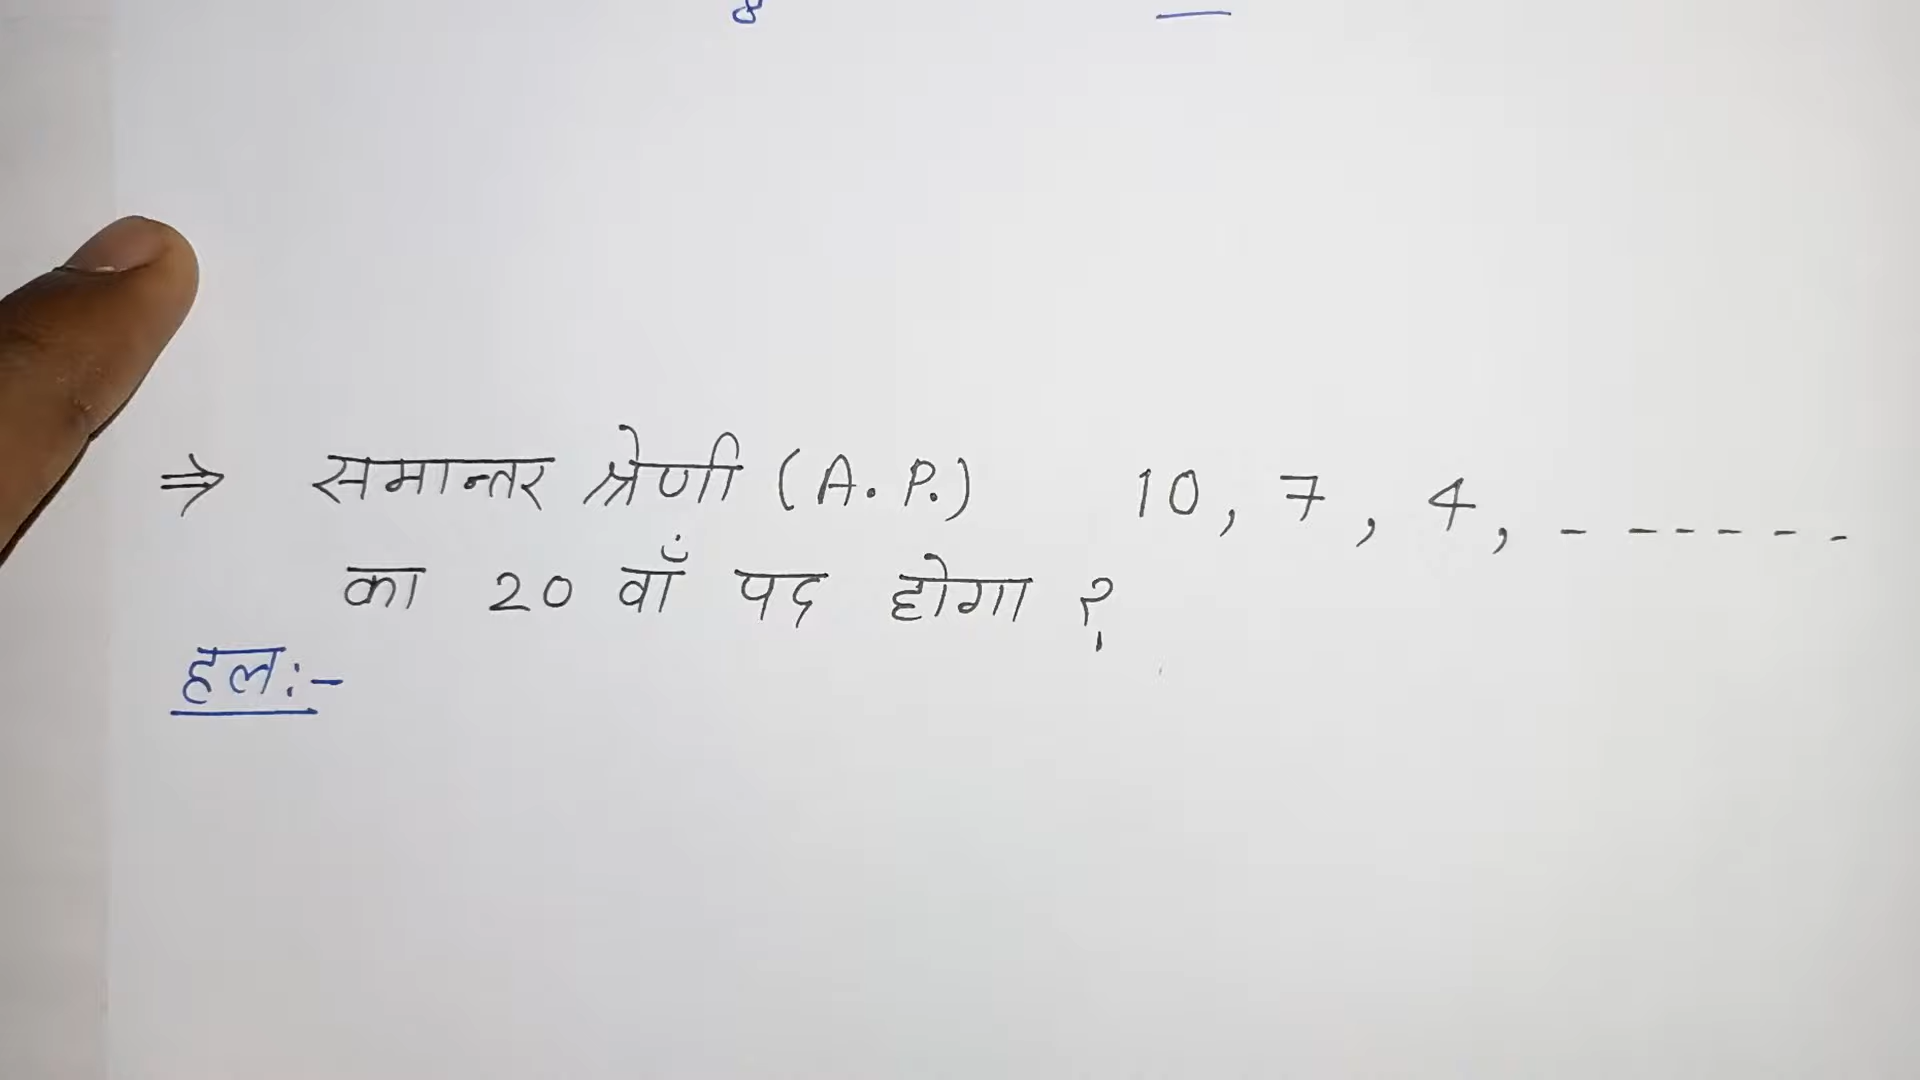 ⇒ समान्तर श्रेणी (A.P.) 10, 7, 4, - - - - - -
का 20 वाँ पद होगा ?
हल:-